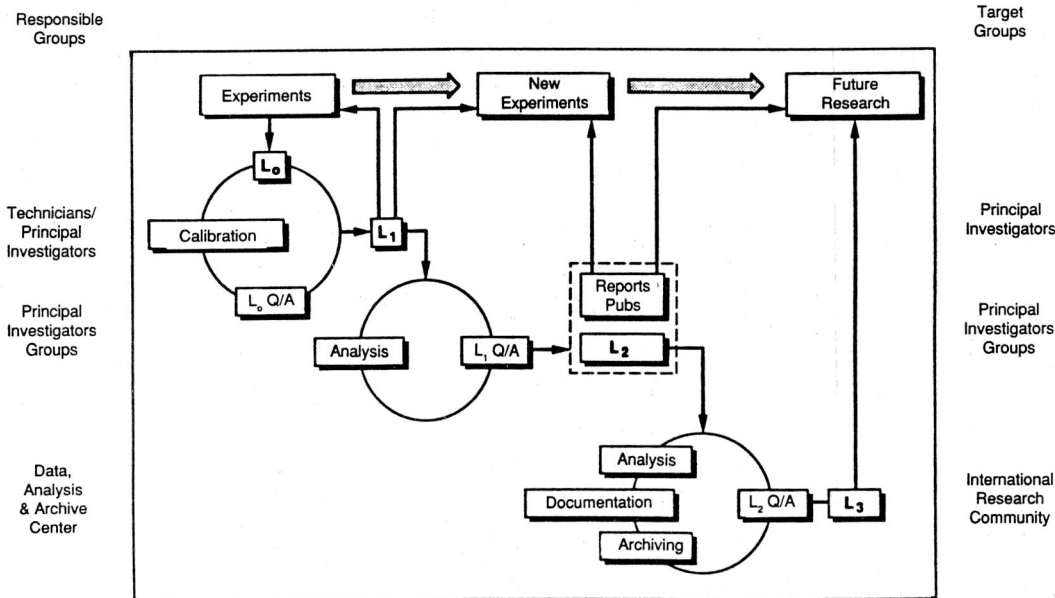 Responsible
Groups
Target
Groups
Experiments
New
Experiments
Future
Research
Lo
Technicians/
Principal
Investigators
Calibration
L1
Principal
Investigators
Lo Q/A
Reports
Pubs
Principal
Investigators
Groups
Analysis
L1 Q/A
L2
Principal
Investigators
Groups
Data,
Analysis
& Archive
Center
Analysis
Documentation
Archiving
L2 Q/A
L3
International
Research
Community